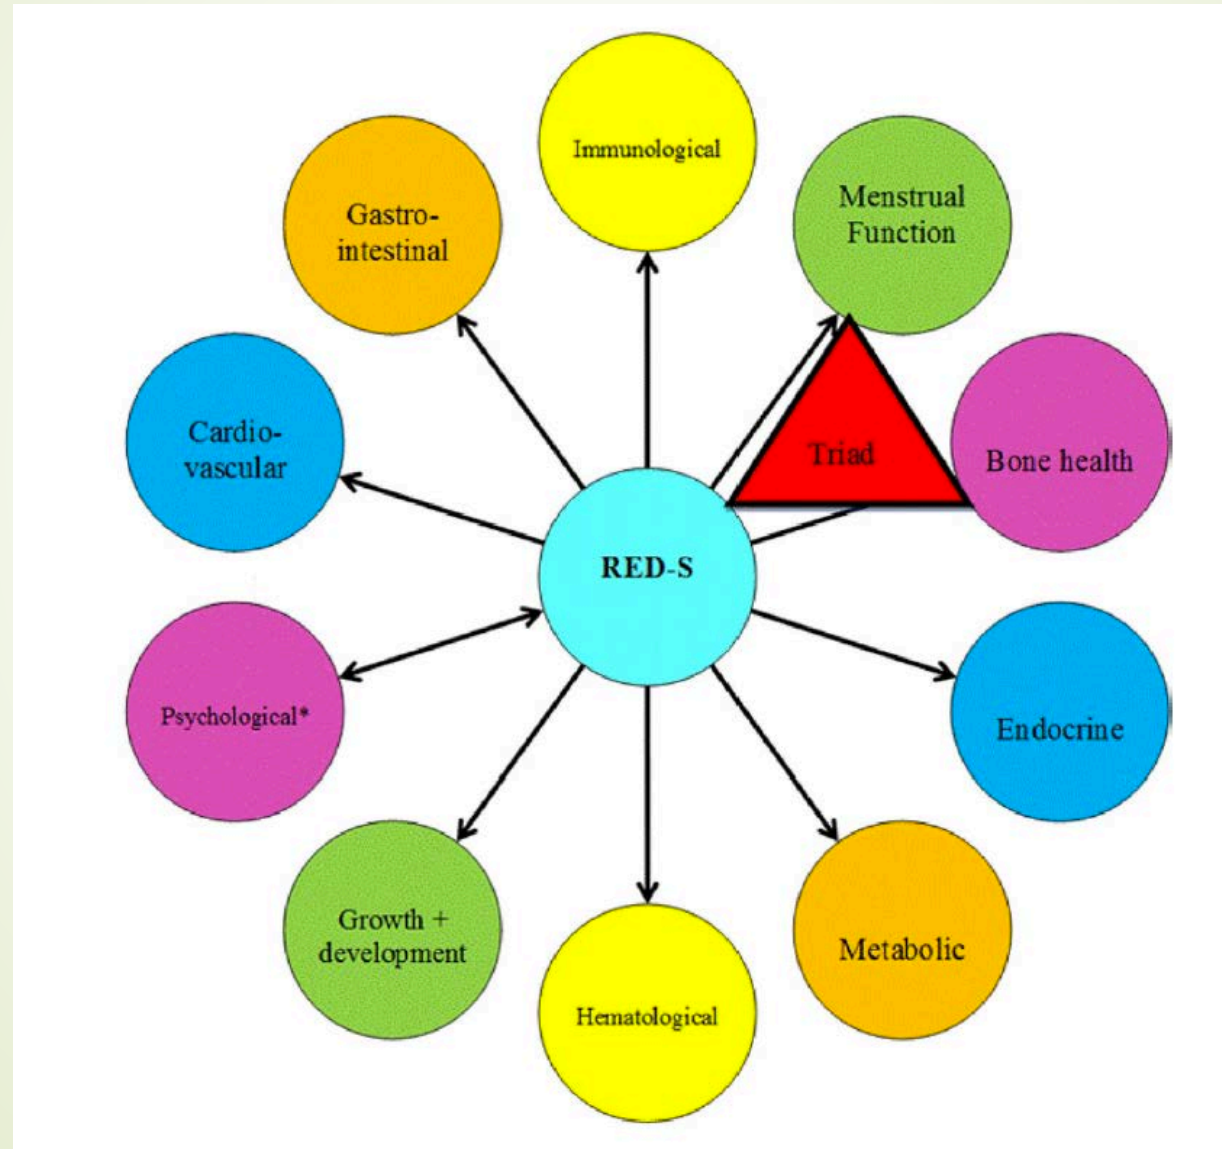 Immunological
Menstrual
Function
Gastro-
intestinal
Cardio-
vascular
Triad
Bone health
RED-S
Psychological*
Endocrine
Growth +
development
Metabolic
Hematological